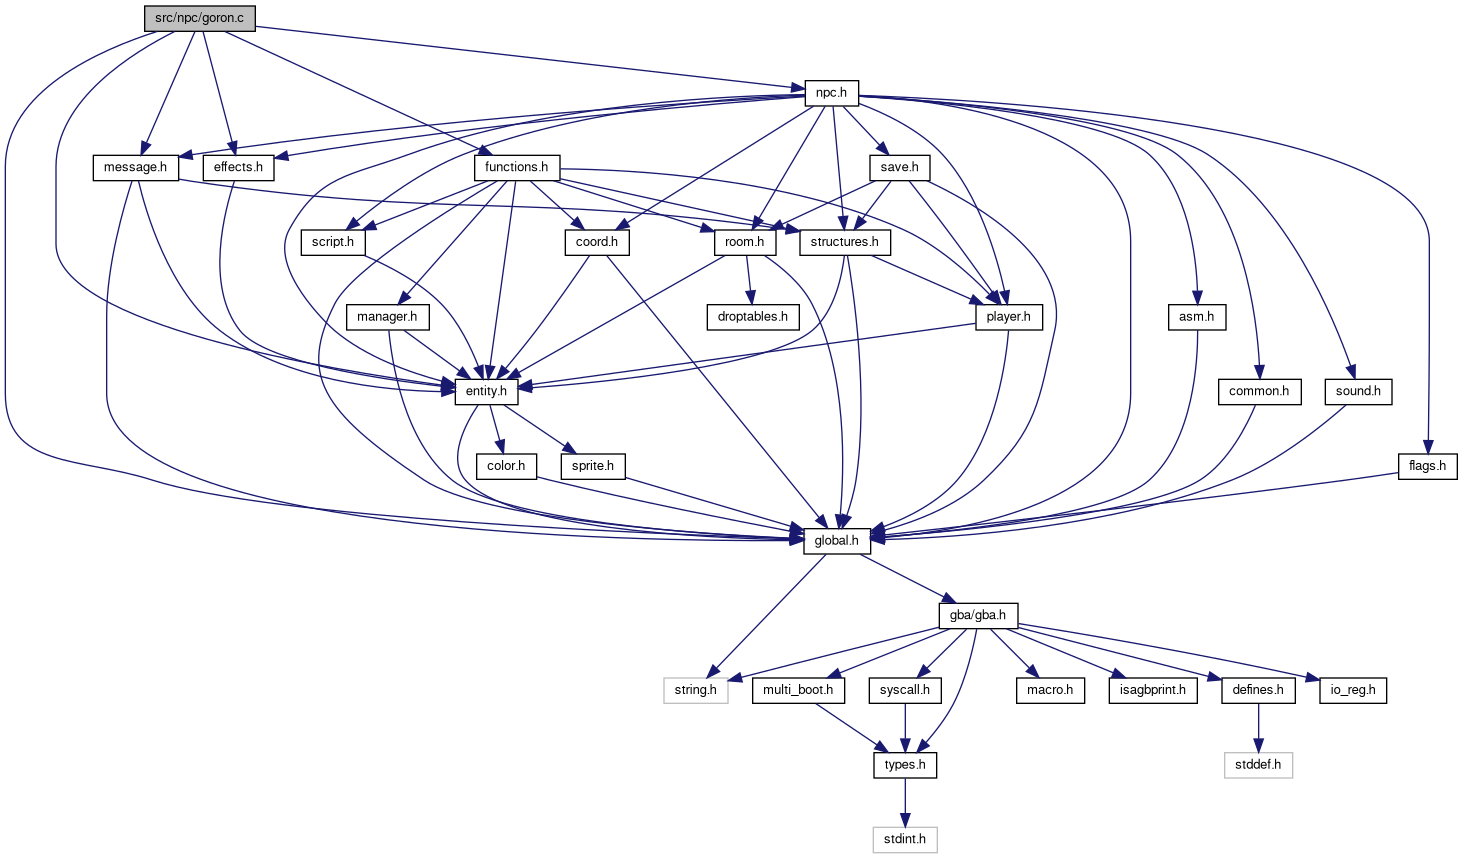 src/npc/goron.c
npc.h
message.h
effects.h
functions.h
save.h
script.h
coord.h
room.h
structures.h
manager.h
droptables.h
player.h
asm.h
entity.h
common.h
sound.h
color.h
sprite.h
flags.h
global.h
gba/gba.h
string.h
multi_boot.h
syscall.h
macro.h
isagbprint.h
defines.h
io_reg.h
types.h
stddef.h
stdint.h